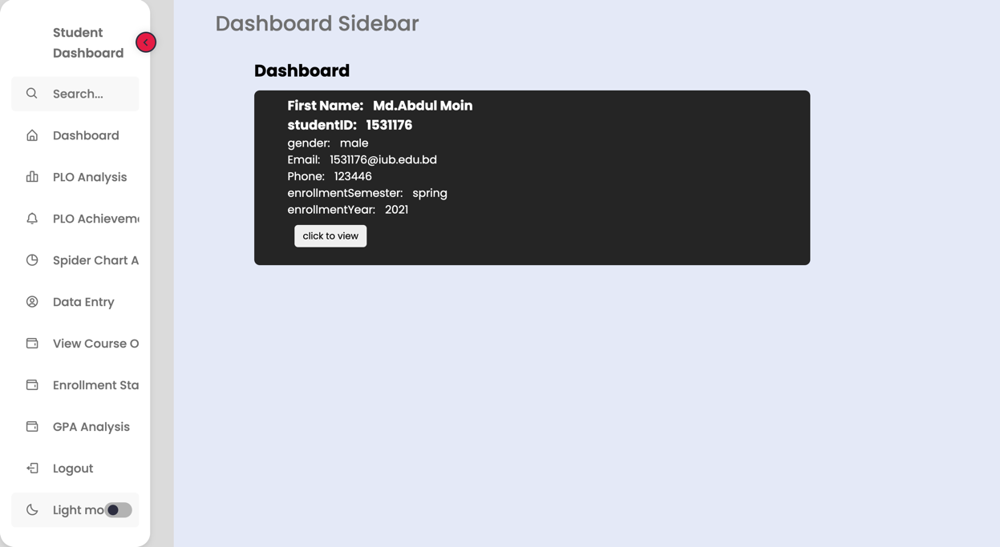 Student
Dashboard
Search...
Dashboard
PLO Analysis
PLO Achievem
Spider Chart A
Data Entry
View Course O
Enrollment Sta
GPA Analysis
Logout
Light mo
Dashboard Sidebar
Dashboard
First Name: Md.Abdul Moin
studentID: 1531176
gender: male
Email: 1531176@iub.edu.bd
Phone: 123446
enrollmentSemester: spring
enrollmentYear: 2021
click to view